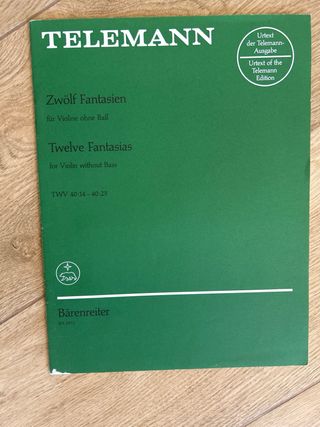 TELEMANN
Urtext
der Telemann-
Ausgabe
Urtext of the
Telemann
Edition
Zwölf Fantasien
für Violine ohne Baß
Twelve Fantasias
for Violin without Bass
TWV 40:14 – 40:25
Bärenreiter